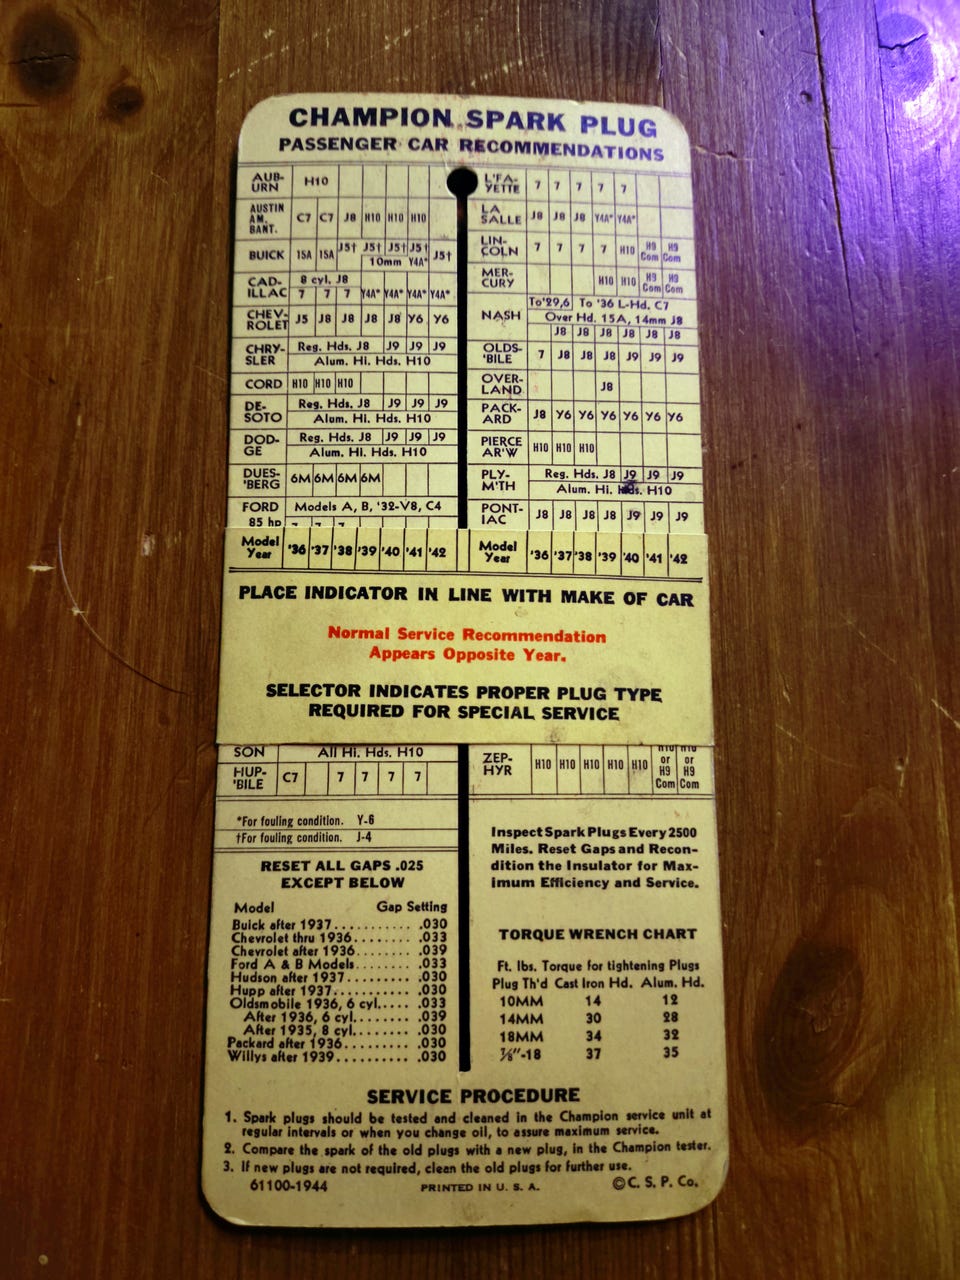 CHAMPION SPARK PLUG
PASSENGER CAR RECOMMENDATIONS
AUB-
URN H10
AUSTIN
AM.
BANT. C7 C7 J8 H10 H10 H10
BUICK 15A 15A J5† J5† J5† J5† J5†
10mm Y4A*
CAD-
ILLAC 8 cyl. J8
7 7 7 Y4A* Y4A* Y4A* Y4A*
CHEV-
ROLET J5 J8 J8 J8 J8 Y6 Y6
CHRY-
SLER Reg. Hds. J8 J9 J9 J9
Alum. Hi. Hds. H10
CORD H10 H10 H10
DE-
SOTO Reg. Hds. J8 J9 J9 J9
Alum. Hi. Hds. H10
DOD-
GE Reg. Hds. J8 J9 J9 J9
Alum. Hi. Hds. H10
DUES-
'BERG 6M 6M 6M 6M
FORD Models A, B, '32-V8, C4
85 hp
L'FA-
YETTE 7 7 7 7 7
LA
SALLE J8 J8 J8 Y4A* Y4A*
LIN-
COLN 7 7 7 7 H10 H9 Com H9 Com
MER-
CURY H10 H10 H9 Com H9 Com
NASH To'29,6 To '36 L-Hd. C7
Over Hd. 15A, 14mm J8
J8 J8 J8 J8 J8 J8
OLDS-
'BILE 7 J8 J8 J8 J9 J9 J9
OVER-
LAND J8
PACK-
ARD J8 Y6 Y6 Y6 Y6 Y6 Y6
PIERCE
AR'W H10 H10 H10
PLY-
M'TH Reg. Hds. J8 J9 J9 J9
Alum. Hi. Hds. H10
PONT-
IAC J8 J8 J8 J8 J9 J9 J9
Model
Year '36 '37 '38 '39 '40 '41 '42
Model
Year '36 '37 '38 '39 '40 '41 '42
PLACE INDICATOR IN LINE WITH MAKE OF CAR
Normal Service Recommendation
Appears Opposite Year.
SELECTOR INDICATES PROPER PLUG TYPE
REQUIRED FOR SPECIAL SERVICE
SON All Hi. Hds. H10
HUP-
'BILE C7 7 7 7 7
ZEP-
HYR H10 H10 H10 H10 H10 H10 or H9 Com H10 or H9 Com
*For fouling condition. Y-6
†For fouling condition. J-4
RESET ALL GAPS .025
EXCEPT BELOW
Model Gap Setting
Buick after 1937........... .030
Chevrolet thru 1936........ .033
Chevrolet after 1936........ .039
Ford A & B Models........ .033
Hudson after 1937......... .030
Hupp after 1937........... .030
Oldsmobile 1936, 6 cyl..... .033
After 1936, 6 cyl........ .039
After 1935, 8 cyl........ .030
Packard after 1936......... .030
Willys after 1939.......... .030
Inspect Spark Plugs Every 2500
Miles. Reset Gaps and Recon-
dition the Insulator for Max-
imum Efficiency and Service.
TORQUE WRENCH CHART
Ft. lbs. Torque for tightening Plugs
Plug Th'd Cast Iron Hd. Alum. Hd.
10MM 14 12
14MM 30 28
18MM 34 32
⅞"-18 37 35
SERVICE PROCEDURE
1. Spark plugs should be tested and cleaned in the Champion service unit at
regular intervals or when you change oil, to assure maximum service.
2. Compare the spark of the old plugs with a new plug, in the Champion tester.
3. If new plugs are not required, clean the old plugs for further use.
61100-1944 PRINTED IN U. S. A. © C. S. P. Co.